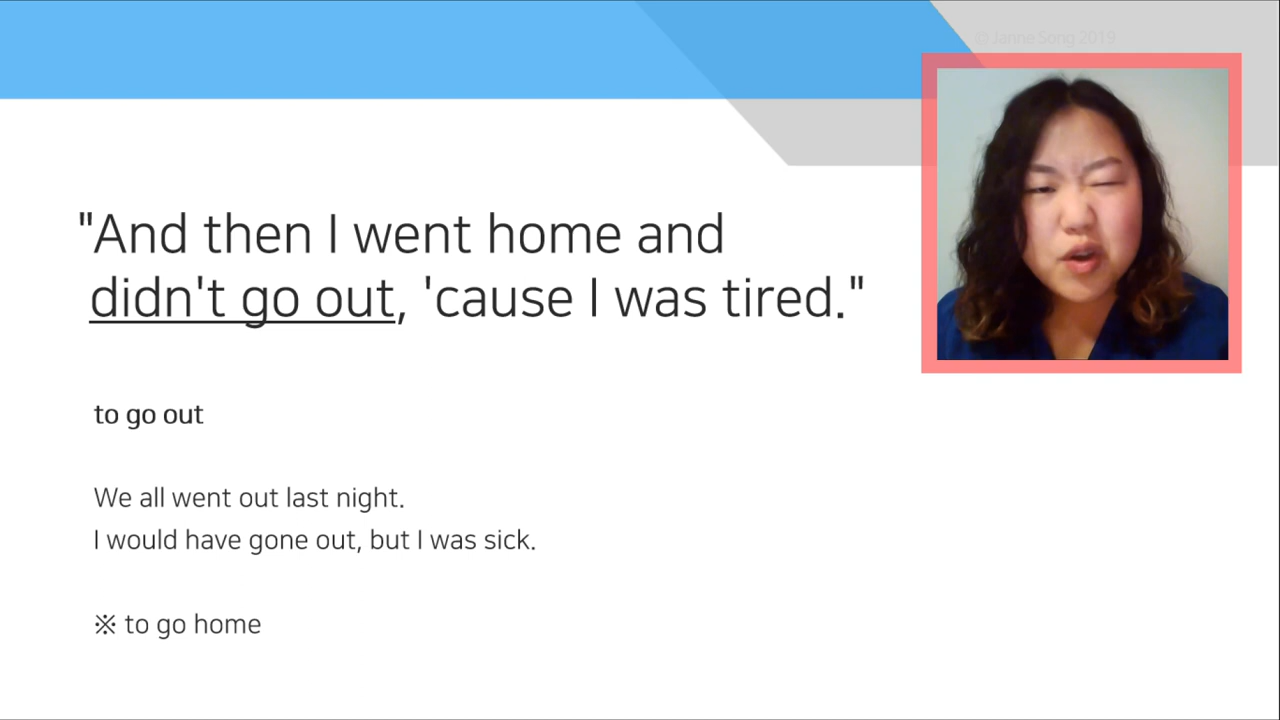 © Janne Song 2019
"And then I went home and
didn't go out, 'cause I was tired."
to go out
We all went out last night.
I would have gone out, but I was sick.
※ to go home